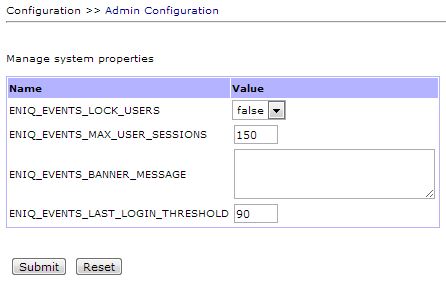 Configuration >> Admin Configuration
Manage system properties
Name Value
ENIQ_EVENTS_LOCK_USERS false
ENIQ_EVENTS_MAX_USER_SESSIONS 150
ENIQ_EVENTS_BANNER_MESSAGE
ENIQ_EVENTS_LAST_LOGIN_THRESHOLD 90
Submit Reset